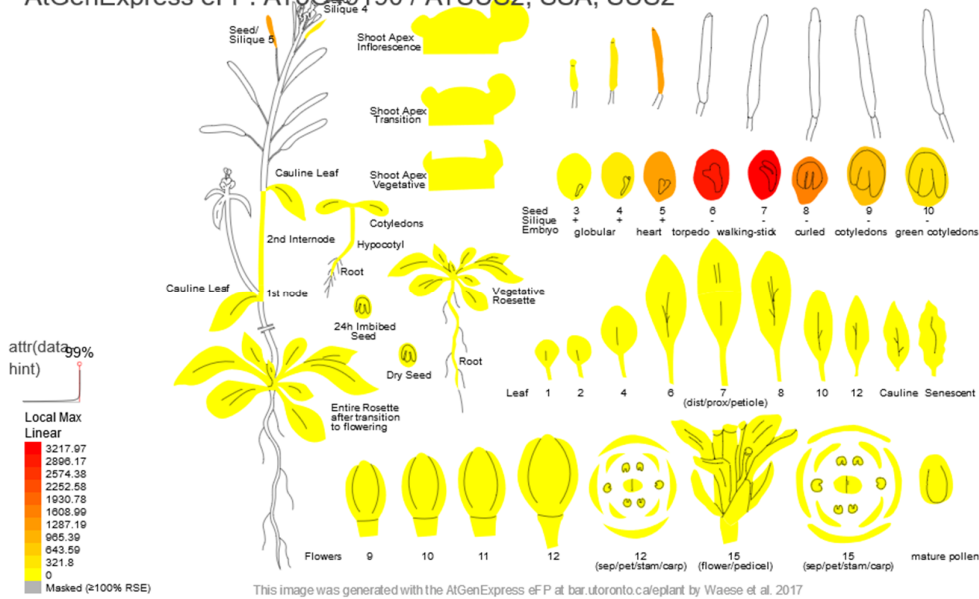 Silique 4
Seed/
Silique 5
Shoot Apex
Inflorescence
Shoot Apex
Transition
Shoot Apex
Vegetative
Cauline Leaf
Cotyledons
2nd Internode
Hypocotyl
Root
Cauline Leaf
1st node
24h Imbibed
Seed
Dry Seed
Vegetative
Roesette
Root
Entire Rosette
after transition
to flowering
Seed 3 4 5 6 7 8 9 10
Silique + + + - - - - -
Embryo globular heart torpedo walking-stick curled cotyledons green cotyledons
Leaf 1 2 4 6 7 8 10 12 Cauline Senescent
(dist/prox/petiole)
attr(data-
hint)
99%
Local Max
Linear
3217.97
2896.17
2574.38
2252.58
1930.78
1608.99
1287.19
965.39
643.59
321.8
0
Masked (≥100% RSE)
Flowers 9 10 11 12 12 15 15 mature pollen
(sep/pet/stam/carp) (flower/pedicel) (sep/pet/stam/carp)
This image was generated with the AtGenExpress eFP at bar.utoronto.ca/eplant by Waese et al. 2017